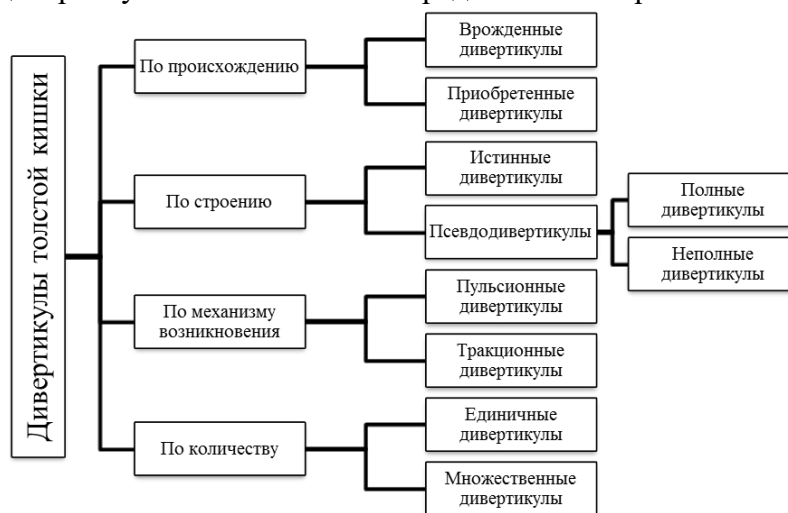 Дивертикулы толстой кишки
По происхождению
Врожденные
дивертикулы
Приобретенные
дивертикулы
По строению
Истинные
дивертикулы
Псевдодивертикулы
Полные
дивертикулы
Неполные
дивертикулы
По механизму
возникновения
Пульсионные
дивертикулы
Тракционные
дивертикулы
По количеству
Единичные
дивертикулы
Множественные
дивертикулы